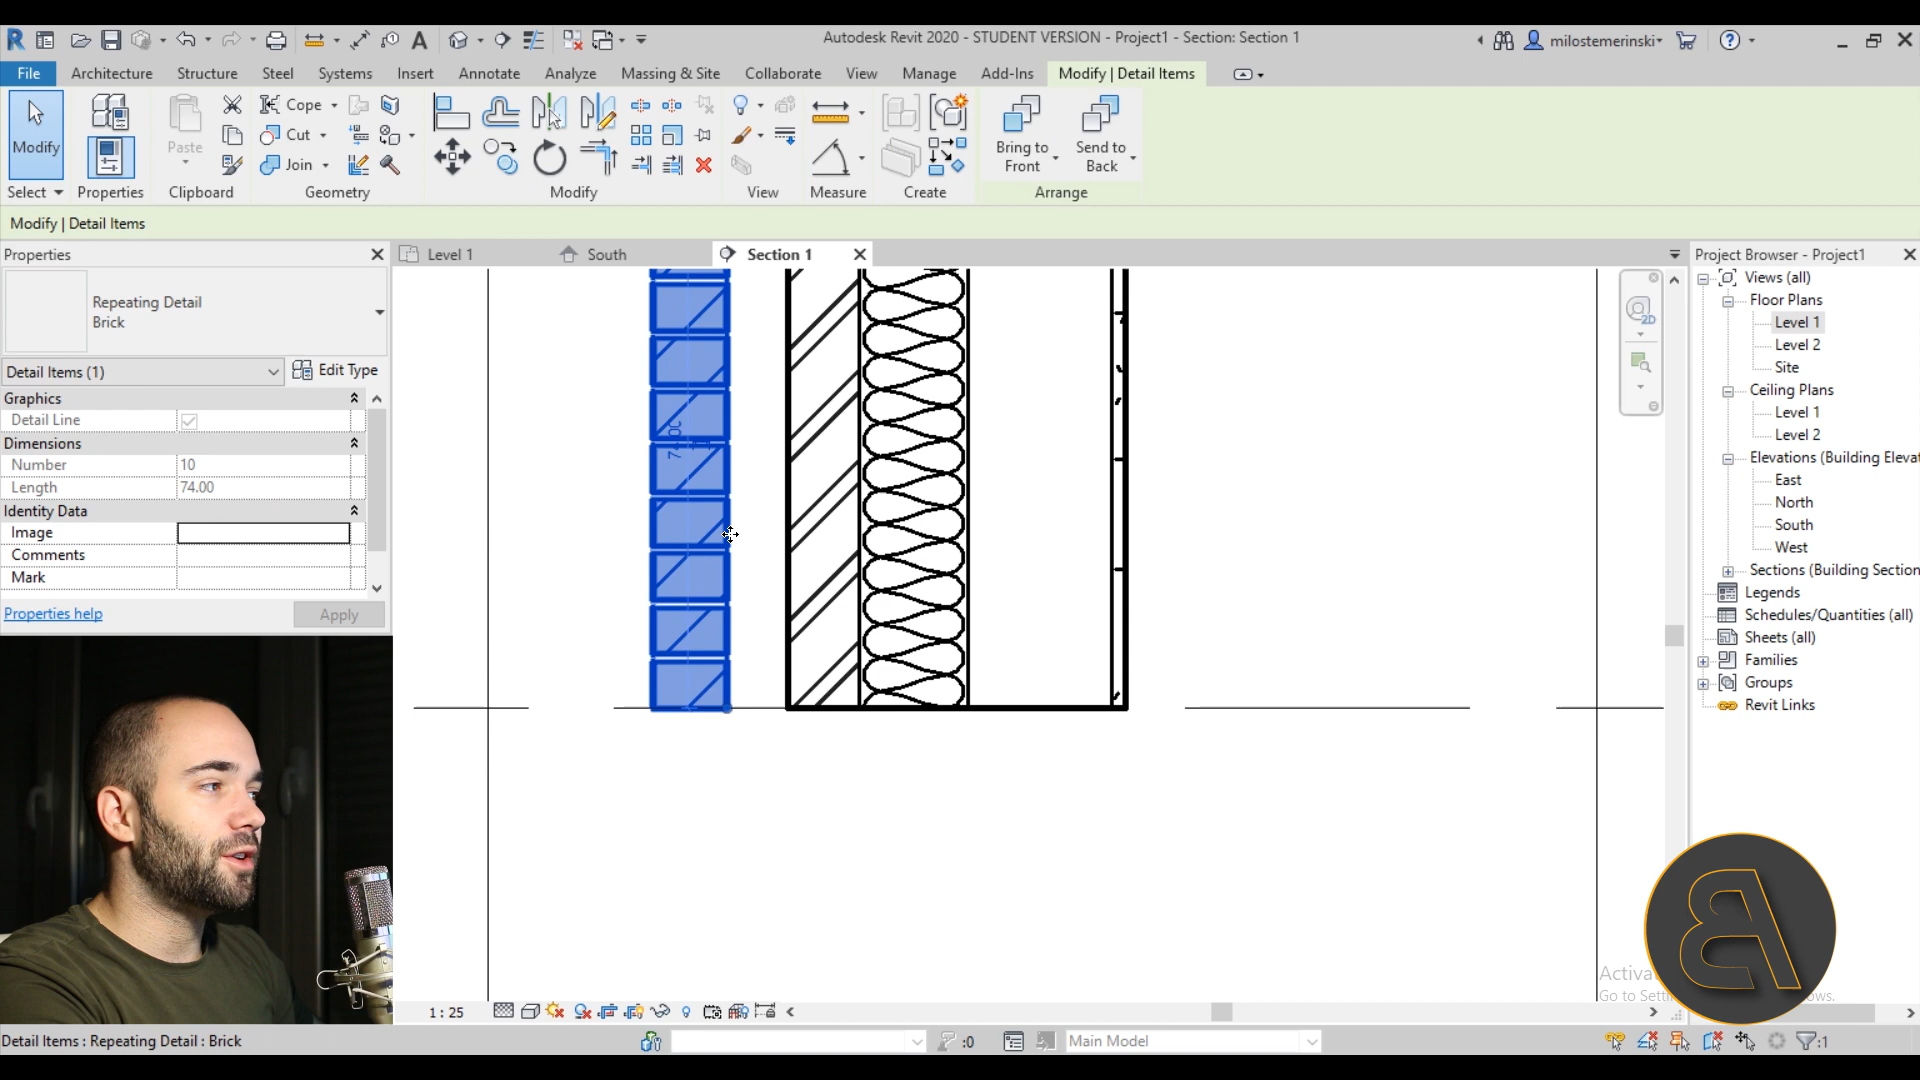 Autodesk Revit 2020 - STUDENT VERSION - Project1 - Section: Section 1
milostemerinski
File
Architecture
Structure
Steel
Systems
Insert
Annotate
Analyze
Massing & Site
Collaborate
View
Manage
Add-Ins
Modify | Detail Items
Modify
Paste
Cope
Cut
Join
Bring to
Front
Send to
Back
Select
Properties
Clipboard
Geometry
Modify
View
Measure
Create
Arrange
Modify | Detail Items
Properties
Level 1
South
Section 1
Project Browser - Project1
Repeating Detail
Brick
Detail Items (1)
Edit Type
Graphics
Detail Line
Dimensions
Number 10
Length 74.00
Identity Data
Image
Comments
Mark
Properties help
Apply
2D
Views (all)
Floor Plans
Level 1
Level 2
Site
Ceiling Plans
Level 1
Level 2
Elevations (Building Elevat
East
North
South
West
Sections (Building Section
Legends
Schedules/Quantities (all)
Sheets (all)
Families
Groups
Revit Links
Activa
Go to Setti
ows.
1 : 25
Detail Items : Repeating Detail : Brick
:0
Main Model
:1